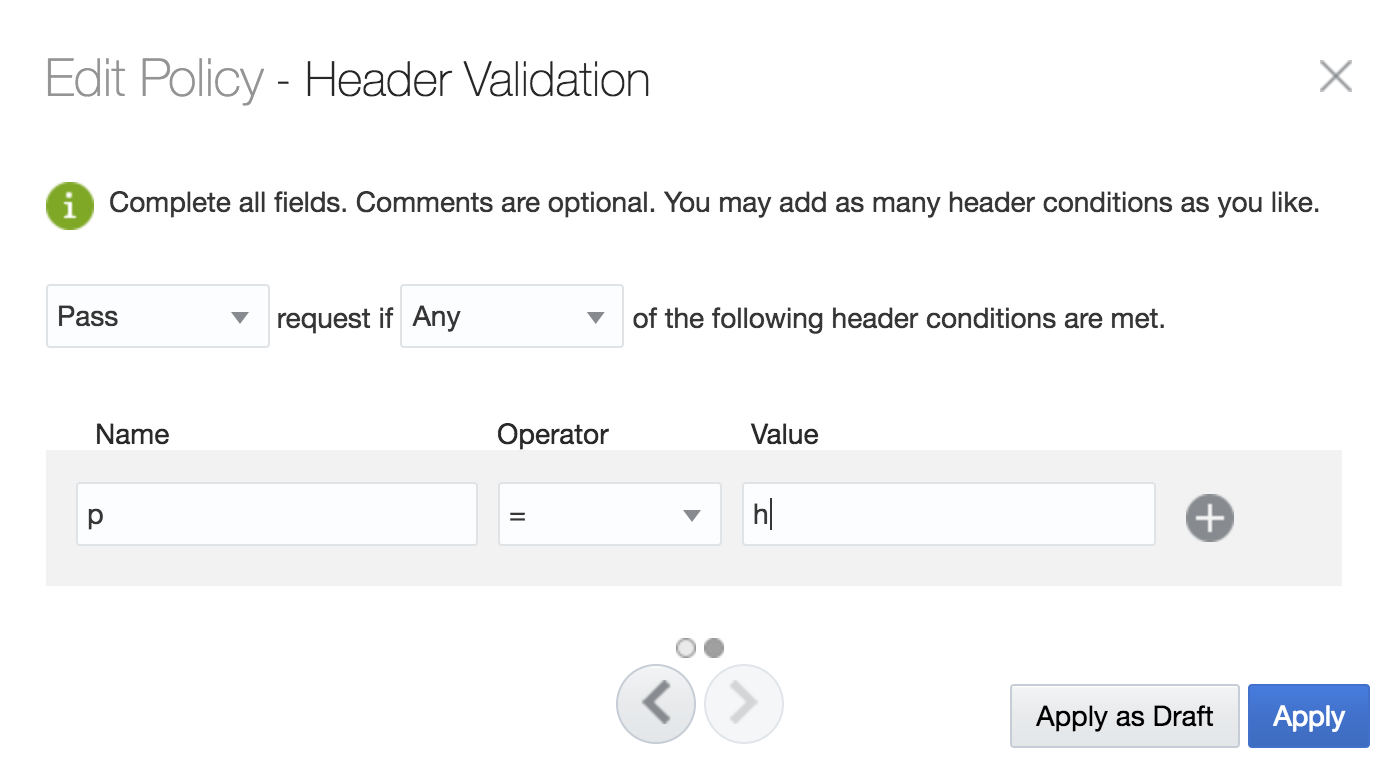 Edit Policy - Header Validation
i Complete all fields. Comments are optional. You may add as many header conditions as you like.
Pass request if Any of the following header conditions are met.
Name Operator Value
p = h
Apply as Draft Apply